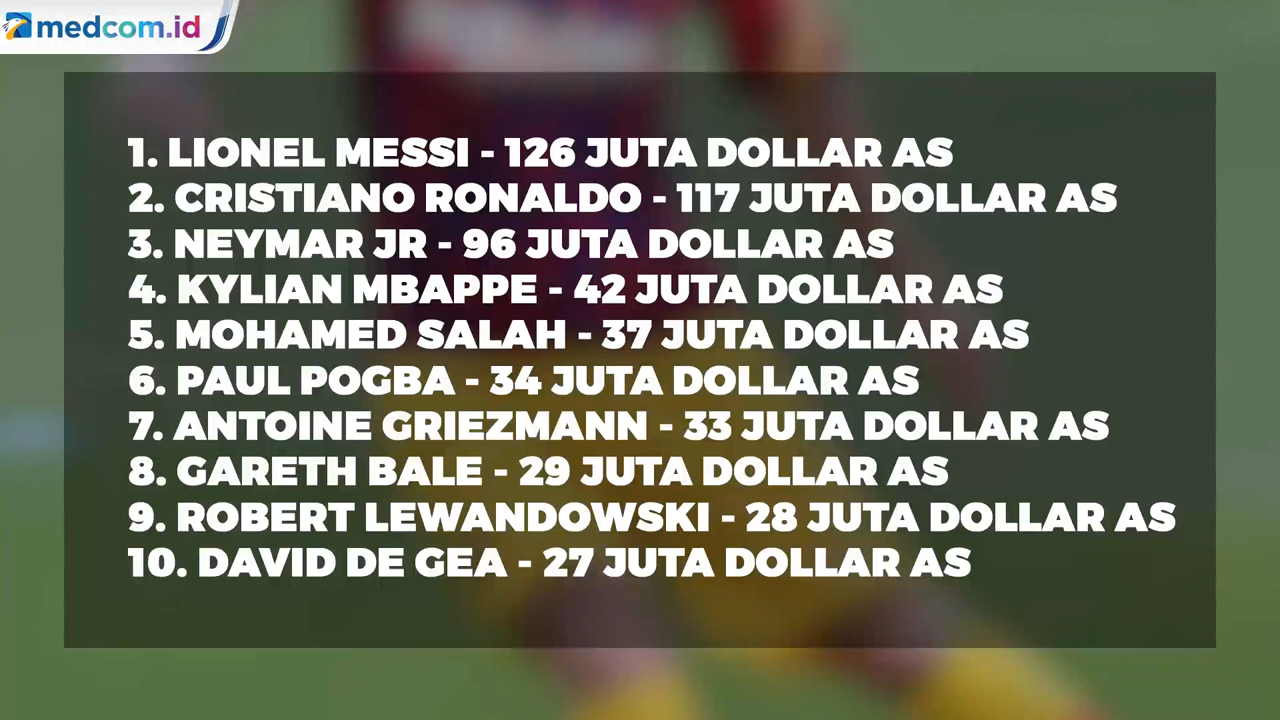 medcom.id
1. LIONEL MESSI - 126 JUTA DOLLAR AS
2. CRISTIANO RONALDO - 117 JUTA DOLLAR AS
3. NEYMAR JR - 96 JUTA DOLLAR AS
4. KYLIAN MBAPPE - 42 JUTA DOLLAR AS
5. MOHAMED SALAH - 37 JUTA DOLLAR AS
6. PAUL POGBA - 34 JUTA DOLLAR AS
7. ANTOINE GRIEZMANN - 33 JUTA DOLLAR AS
8. GARETH BALE - 29 JUTA DOLLAR AS
9. ROBERT LEWANDOWSKI - 28 JUTA DOLLAR AS
10. DAVID DE GEA - 27 JUTA DOLLAR AS